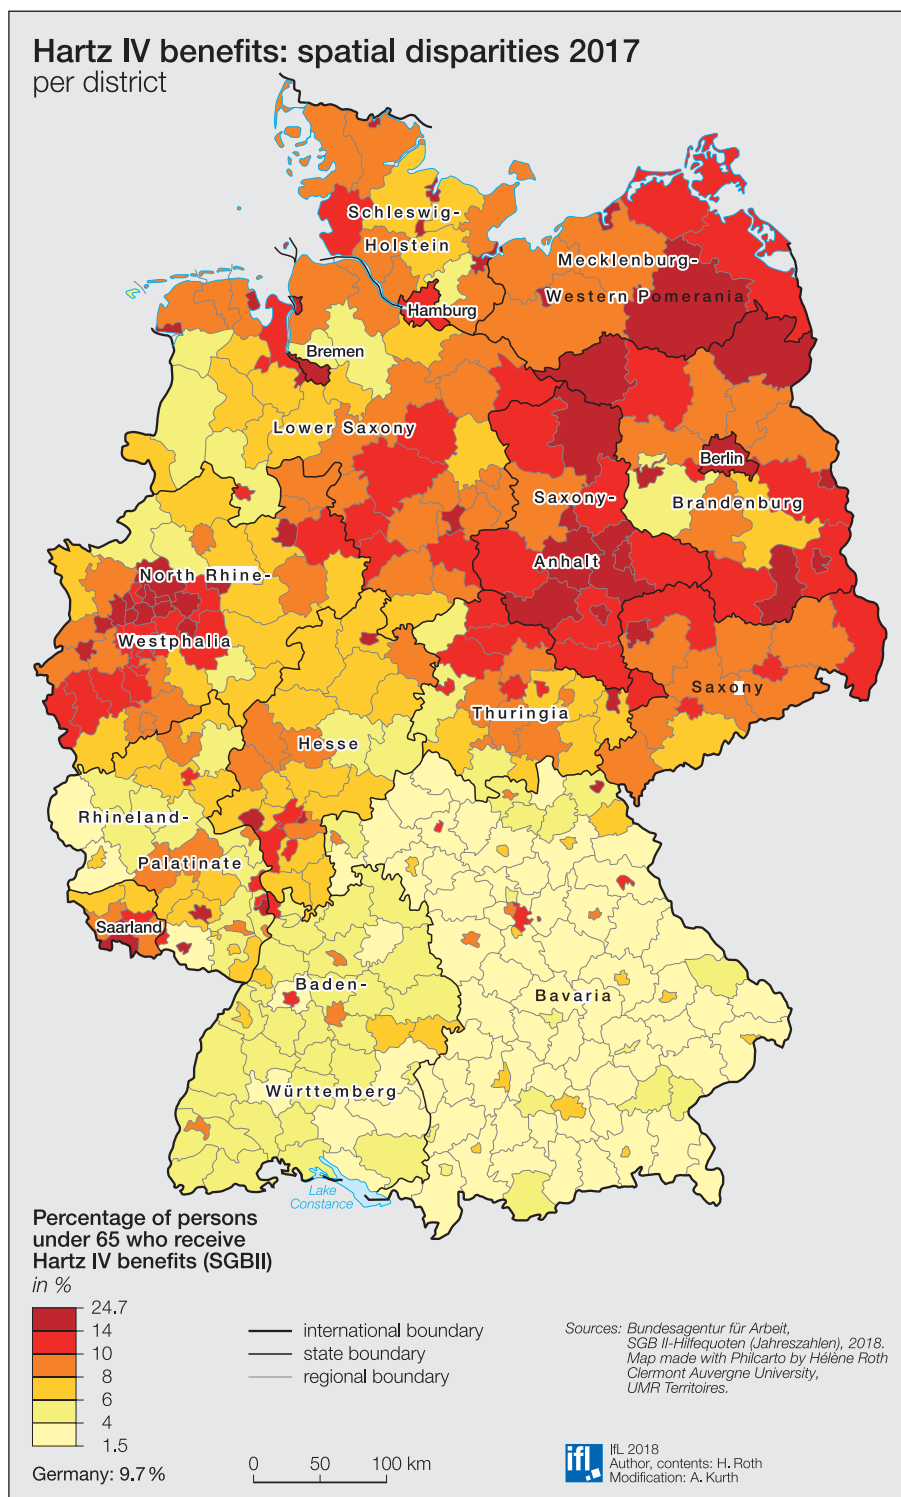 Hartz IV benefits: spatial disparities 2017
per district
Schleswig-
Holstein
Mecklenburg-
Western Pomerania
Hamburg
Bremen
Lower Saxony
Berlin
Saxony-
Brandenburg
Anhalt
North Rhine-
Westphalia
Saxony
Thuringia
Hesse
Rhineland-
Palatinate
Saarland
Baden-
Bavaria
Württemberg
Lake
Constance
Percentage of persons
under 65 who receive
Hartz IV benefits (SGBII)
in %
24.7
14
10
8
6
4
1.5
Germany: 9.7 %
international boundary
state boundary
regional boundary
0 50 100 km
Sources: Bundesagentur für Arbeit,
SGB II-Hilfequoten (Jahreszahlen), 2018.
Map made with Philcarto by Hélène Roth
Clermont Auvergne University,
UMR Territoires.
ifl
IfL 2018
Author, contents: H. Roth
Modification: A. Kurth